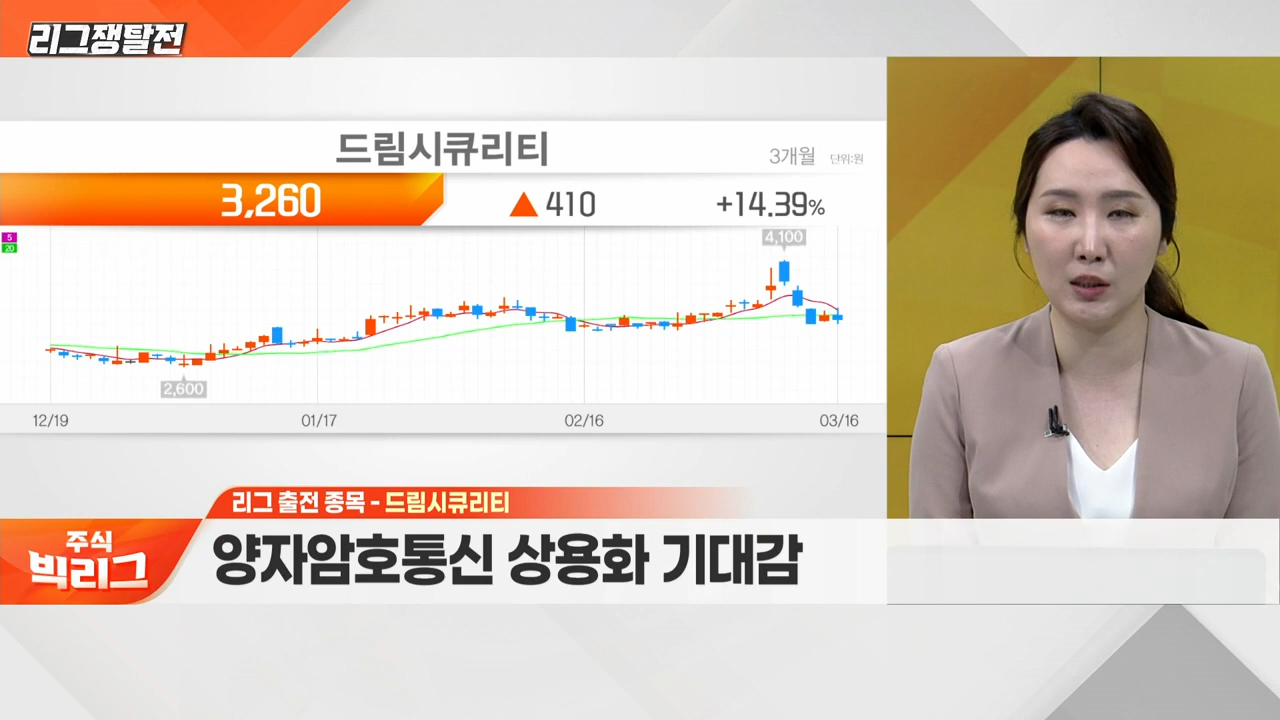 리그쟁탈전
드림시큐리티
3개월 단위:원
3,260 ▲ 410 +14.39%
5
20
4,100
2,600
12/19 01/17 02/16 03/16
리그 출전 종목 - 드림시큐리티
주식
빅리그
양자암호통신 상용화 기대감